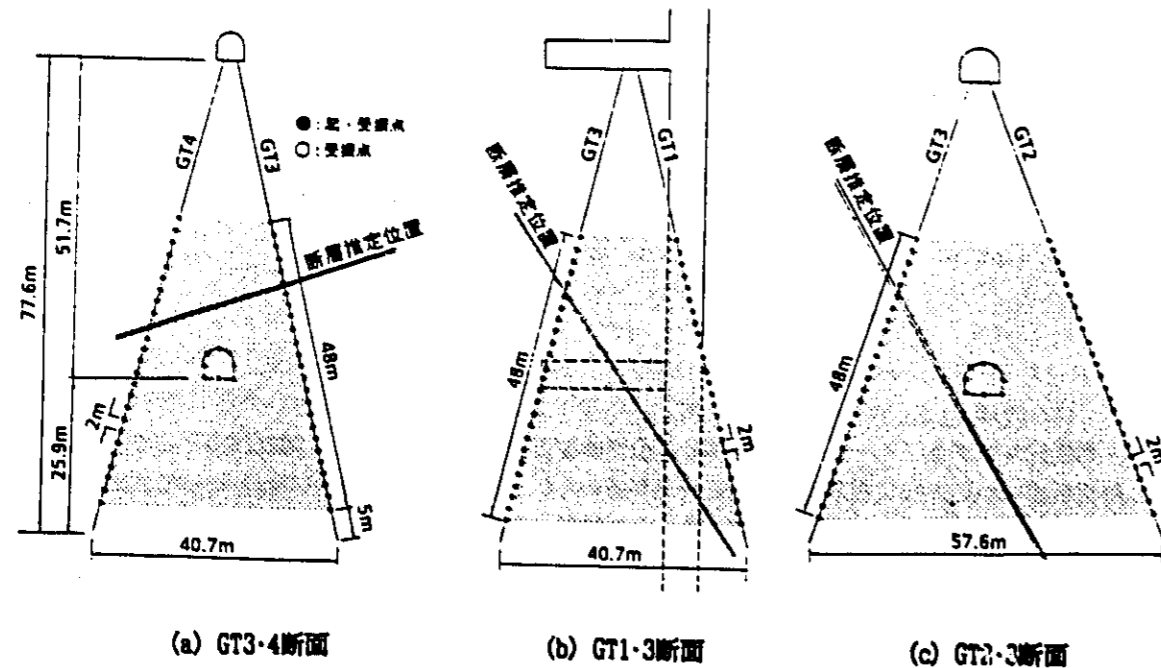 GT4
GT3
●：起・受振点
○：受振点
断層推定位置
77.6m
51.7m
25.9m
2m
48m
5m
40.7m
(a) GT3・4断面
GT3
GT1
断層推定位置
48m
2m
40.7m
(b) GT1・3断面
GT3
GT2
断層推定位置
48m
2m
57.6m
(c) GT2・3断面